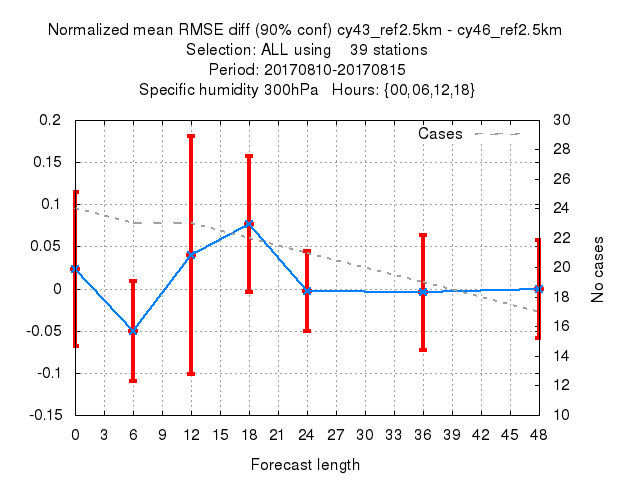 Normalized mean RMSE diff (90% conf) cy43_ref2.5km - cy46_ref2.5km
Selection: ALL using    39 stations
Period: 20170810-20170815
Specific humidity 300hPa   Hours: {00,06,12,18}
Cases
0.2
0.15
0.1
0.05
0
-0.05
-0.1
-0.15
30
28
26
24
22
20
18
16
14
12
10
No cases
0 3 6 9 12 15 18 21 24 27 30 33 36 39 42 45 48
Forecast length